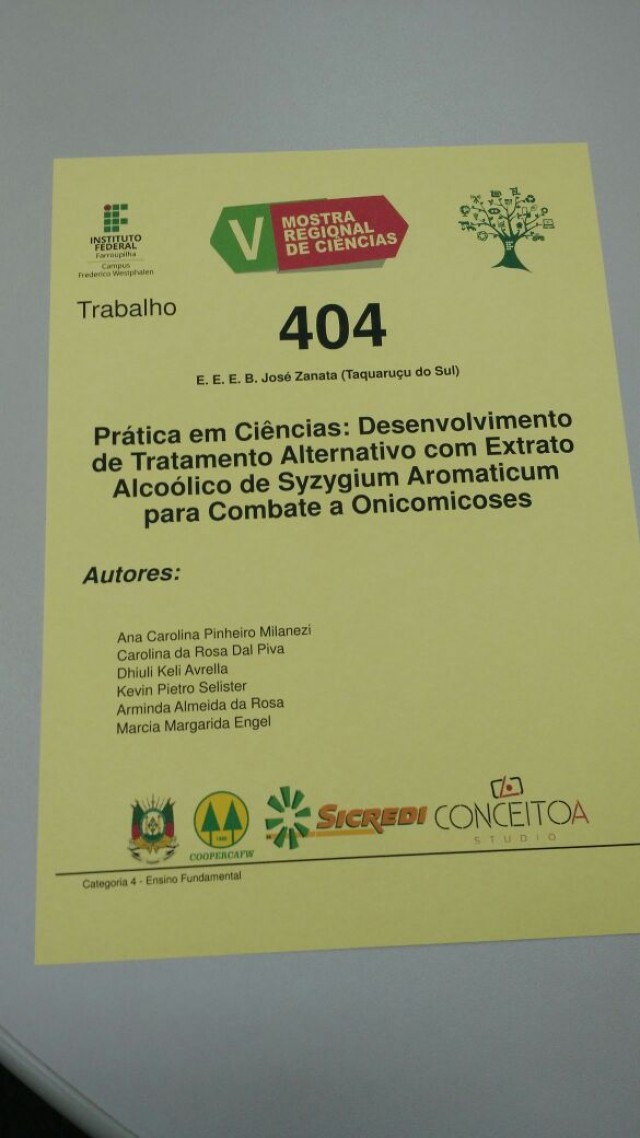 INSTITUTO
FEDERAL
Farroupilha
Campus
Frederico Westphalen
V
MOSTRA
REGIONAL
DE CIÊNCIAS
Trabalho
404
E. E. E. B. José Zanata (Taquaruçu do Sul)
Prática em Ciências: Desenvolvimento
de Tratamento Alternativo com Extrato
Alcoólico de Syzygium Aromaticum
para Combate a Onicomicoses
Autores:
Ana Carolina Pinheiro Milanezi
Carolina da Rosa Dal Piva
Dhiuli Keli Avrella
Kevin Pietro Selister
Arminda Almeida da Rosa
Marcia Margarida Engel
COOPERCAFW
SICREDI
CONCEITOA
STUDIO
Categoria 4 - Ensino Fundamental